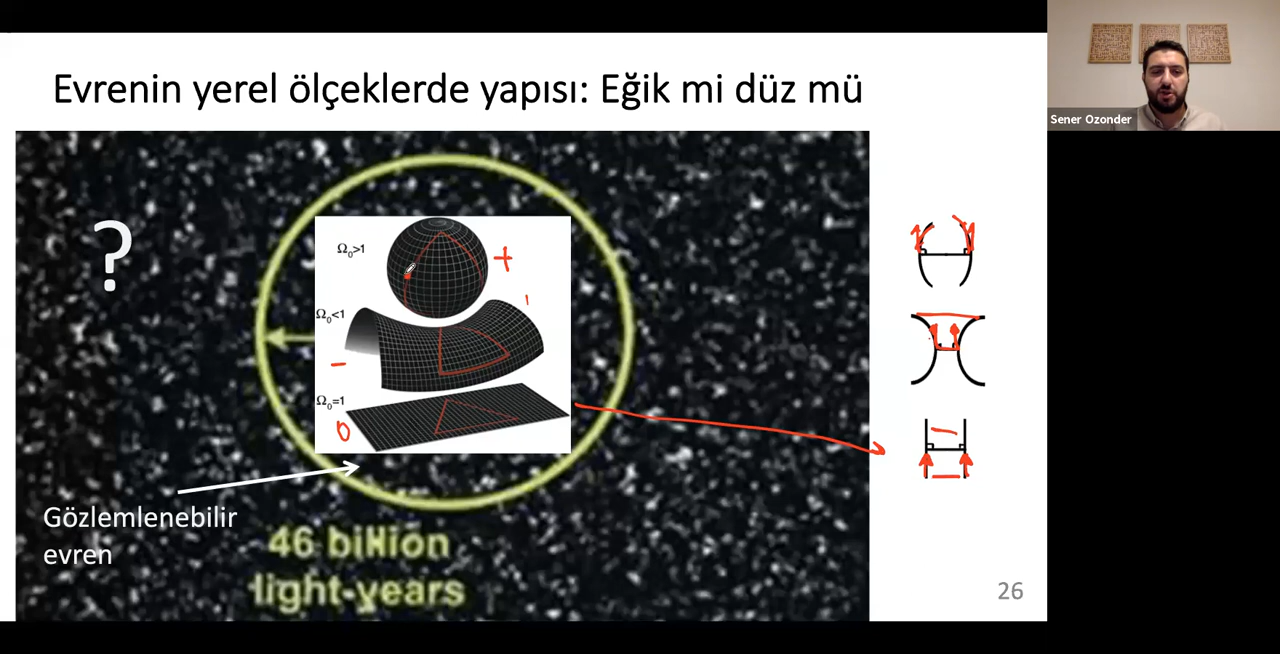 Evrenin yerel ölçeklerde yapısı: Eğik mi düz mü
Sener Ozonder
?
Ω₀>1
+
Ω₀<1
-
Ω₀=1
0
Gözlemlenebilir
evren
46 billion
light-years
26